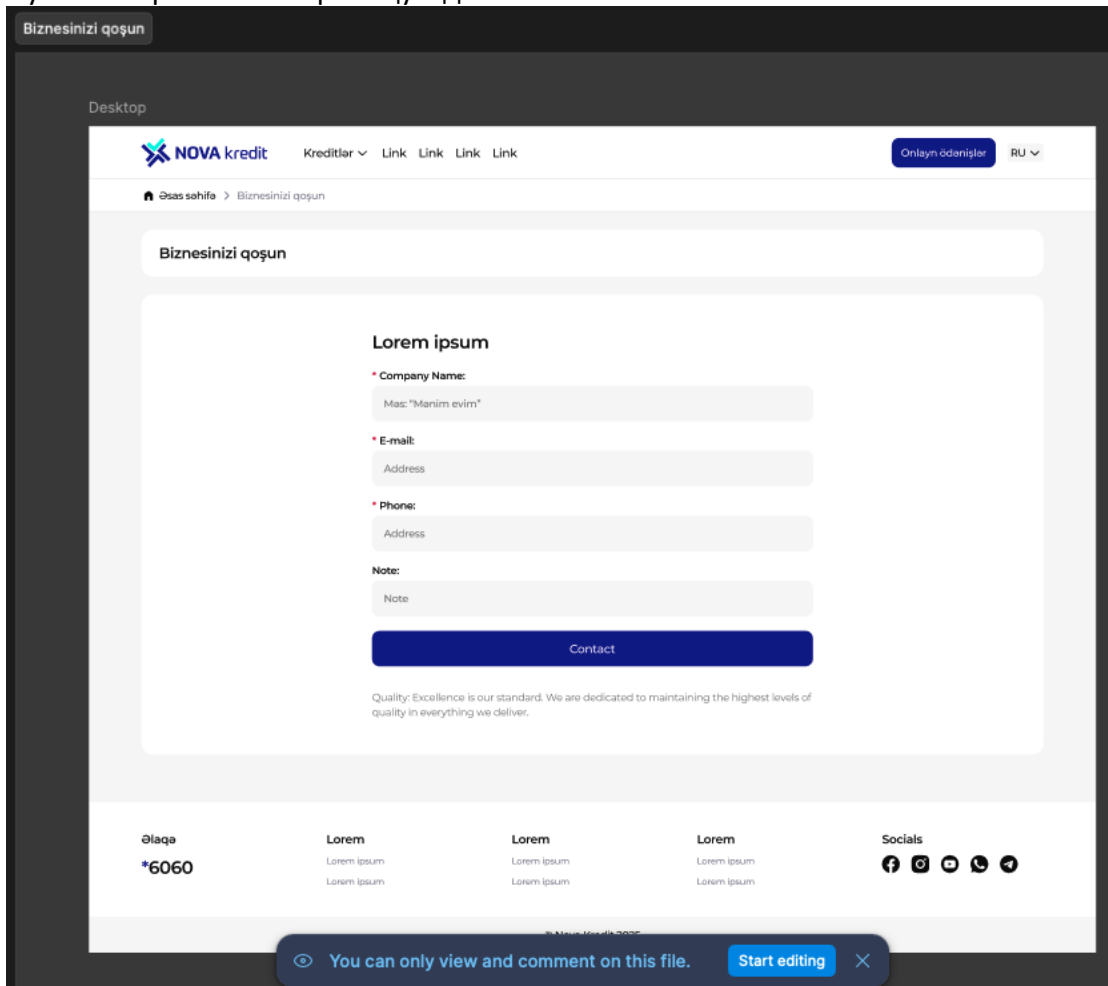 Biznesinizi qoşun
Desktop
NOVA kredit Kreditlər Link Link Link Link Onlayn ödənişlər RU
Əsas səhifə > Biznesinizi qoşun
Biznesinizi qoşun
Lorem ipsum
* Company Name:
Məs: "Mənim evim"
* E-mail:
Address
* Phone:
Address
Note:
Note
Contact
Quality: Excellence is our standard. We are dedicated to maintaining the highest levels of
quality in everything we deliver.
Əlaqə Lorem Lorem Lorem Socials
*6060 Lorem ipsum Lorem ipsum Lorem ipsum
Lorem ipsum Lorem ipsum Lorem ipsum
You can only view and comment on this file. Start editing